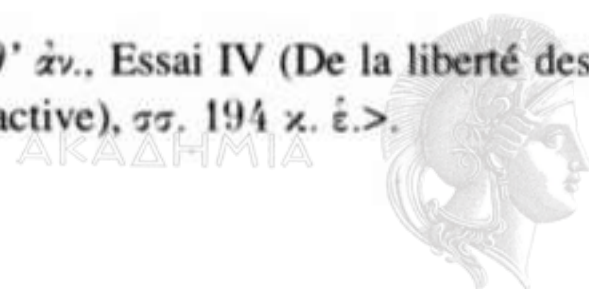 θ' ἀν., Essai IV (De la liberté des
active), σσ. 194 κ. ἑ.>.
ΑΚΑΔΗΜΙΑ